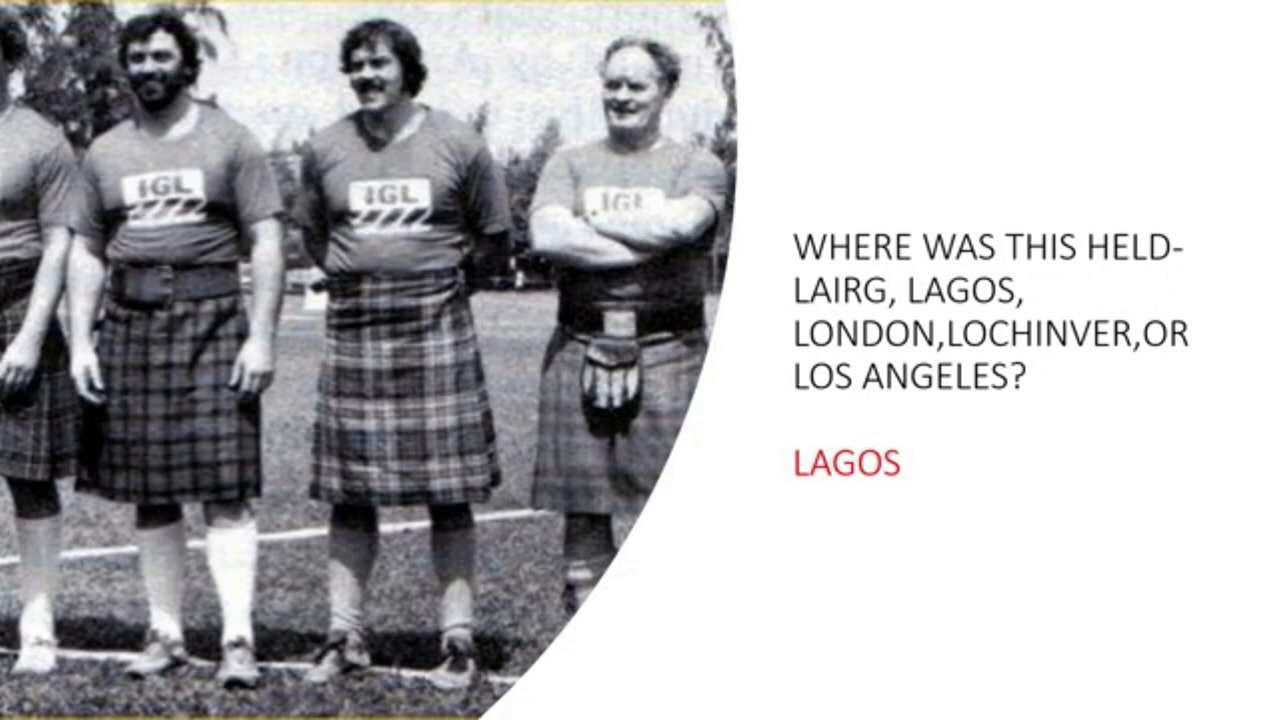 IGL
IGL
IGL
WHERE WAS THIS HELD-
LAIRG, LAGOS,
LONDON,LOCHINVER,OR
LOS ANGELES?
LAGOS